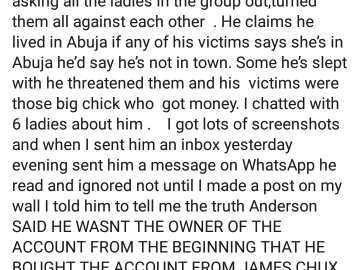 asking all the ladies in the group out,turned
them all against each other . He claims he
lived in Abuja if any of his victims says she's in
Abuja he'd say he's not in town. Some he's slept
with he threatened them and his victims were
those big chick who got money. I chatted with
6 ladies about him . I got lots of screenshots
and when I sent him an inbox yesterday
evening sent him a message on WhatsApp he
read and ignored not until I made a post on my
wall I told him to tell me the truth Anderson
SAID HE WASNT THE OWNER OF THE
ACCOUNT FROM THE BEGINNING THAT HE
BOUGHT THE ACCOUNT FROM JAMES CHUX